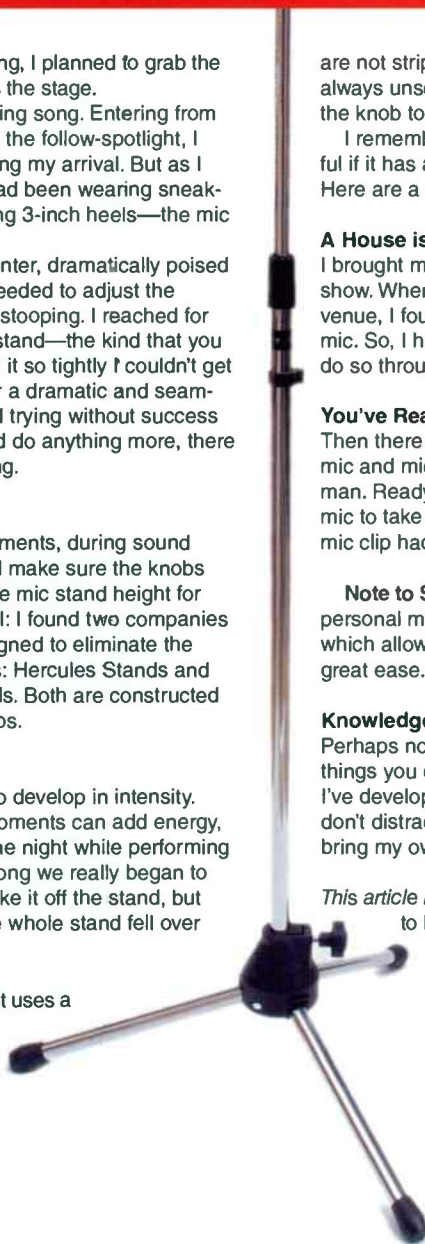 ng, I planned to grab the
the stage.
ing song. Entering from
the follow-spotlight, I
ng my arrival. But as I
ad been wearing sneak-
ng 3-inch heels—the mic
nter, dramatically poised
eeded to adjust the
stooping. I reached for
stand—the kind that you
it so tightly I couldn't get
r a dramatic and seam-
l trying without success
d do anything more, there
ng.
ments, during sound
l make sure the knobs
e mic stand height for
l: I found two companies
gned to eliminate the
s: Hercules Stands and
ds. Both are constructed
os.
o develop in intensity.
oments can add energy,
ne night while performing
ong we really began to
ke it off the stand, but
e whole stand fell over
t uses a
are not strip
always unsc
the knob to
I rememb
ful if it has a
Here are a
A House is
I brought m
show. When
venue, I fou
mic. So, I h
do so throu
You've Rea
Then there
mic and mic
man. Ready
mic to take
mic clip had
Note to S
personal m
which allow
great ease.
Knowledge
Perhaps no
things you c
I've develop
don't distrac
bring my ow
This article
to l